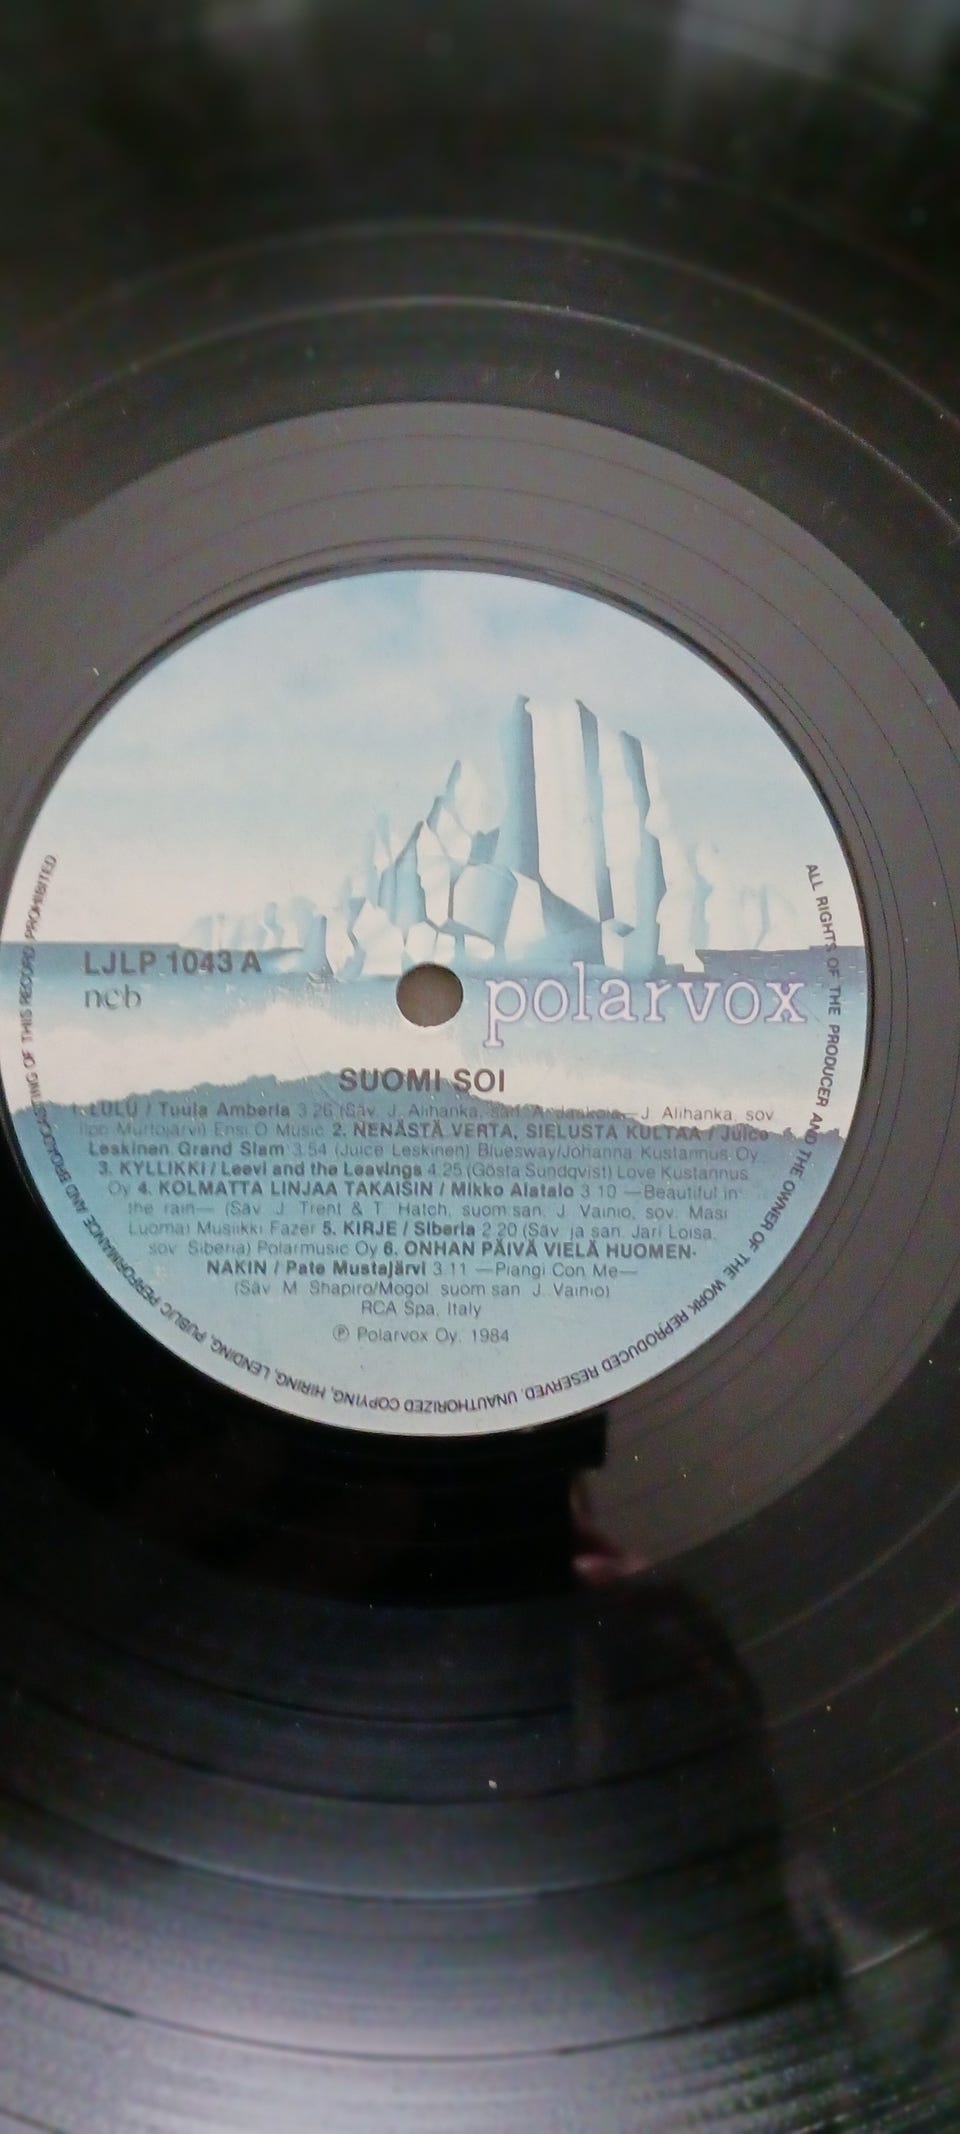 LJLP 1043 A
ncb
polarvox
SUOMI SOI
1. LULU / Tuula Amberla 3.26 (Säv. J. Alihanka, san. J. Alihanka, sov.
Ilpo Murtojärvi) Ensi O Music 2. NENÄSTÄ VERTA, SIELUSTA KULTAA / Juice
Leskinen Grand Slam 3.54 (Juice Leskinen) Bluesway/Johanna Kustannus Oy
3. KYLLIKKI / Leevi and the Leavings 4.25 (Gösta Sundqvist) Love Kustannus
Oy 4. KOLMATTA LINJAA TAKAISIN / Mikko Alatalo 3.10 —Beautiful in
the rain— (Säv. J. Trent & T. Hatch, suom.san. J. Vainio, sov. Masi
Luoma) Musiikki Fazer 5. KIRJE / Siberia 2.20 (Säv. ja san. Jari Loisa,
sov. Siberia) Polarmusic Oy 6. ONHAN PÄIVÄ VIELÄ HUOMEN-
NAKIN / Pate Mustajärvi 3.11 —Piangi Con Me—
(Säv. M. Shapiro/Mogol, suom.san. J. Vainio)
RCA Spa, Italy
℗ Polarvox Oy, 1984
ALL RIGHTS OF THE PRODUCER AND THE OWNER OF THE WORK REPRODUCED RESERVED. UNAUTHORIZED COPYING, HIRING, LENDING, PUBLIC PERFORMANCE AND BROADCASTING OF THIS RECORD PROHIBITED